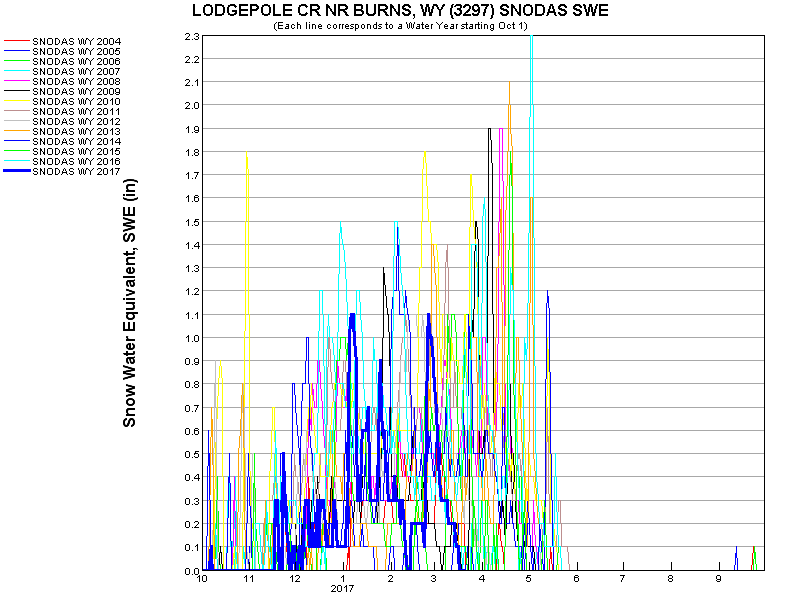 LODGEPOLE CR NR BURNS, WY (3297) SNODAS SWE
(Each line corresponds to a Water Year starting Oct 1)
SNODAS WY 2004
SNODAS WY 2005
SNODAS WY 2006
SNODAS WY 2007
SNODAS WY 2008
SNODAS WY 2009
SNODAS WY 2010
SNODAS WY 2011
SNODAS WY 2012
SNODAS WY 2013
SNODAS WY 2014
SNODAS WY 2015
SNODAS WY 2016
SNODAS WY 2017
Snow Water Equivalent, SWE (in)
2.3
2.2
2.1
2.0
1.9
1.8
1.7
1.6
1.5
1.4
1.3
1.2
1.1
1.0
0.9
0.8
0.7
0.6
0.5
0.4
0.3
0.2
0.1
0.0
10 11 12 1 2 3 4 5 6 7 8 9
2017